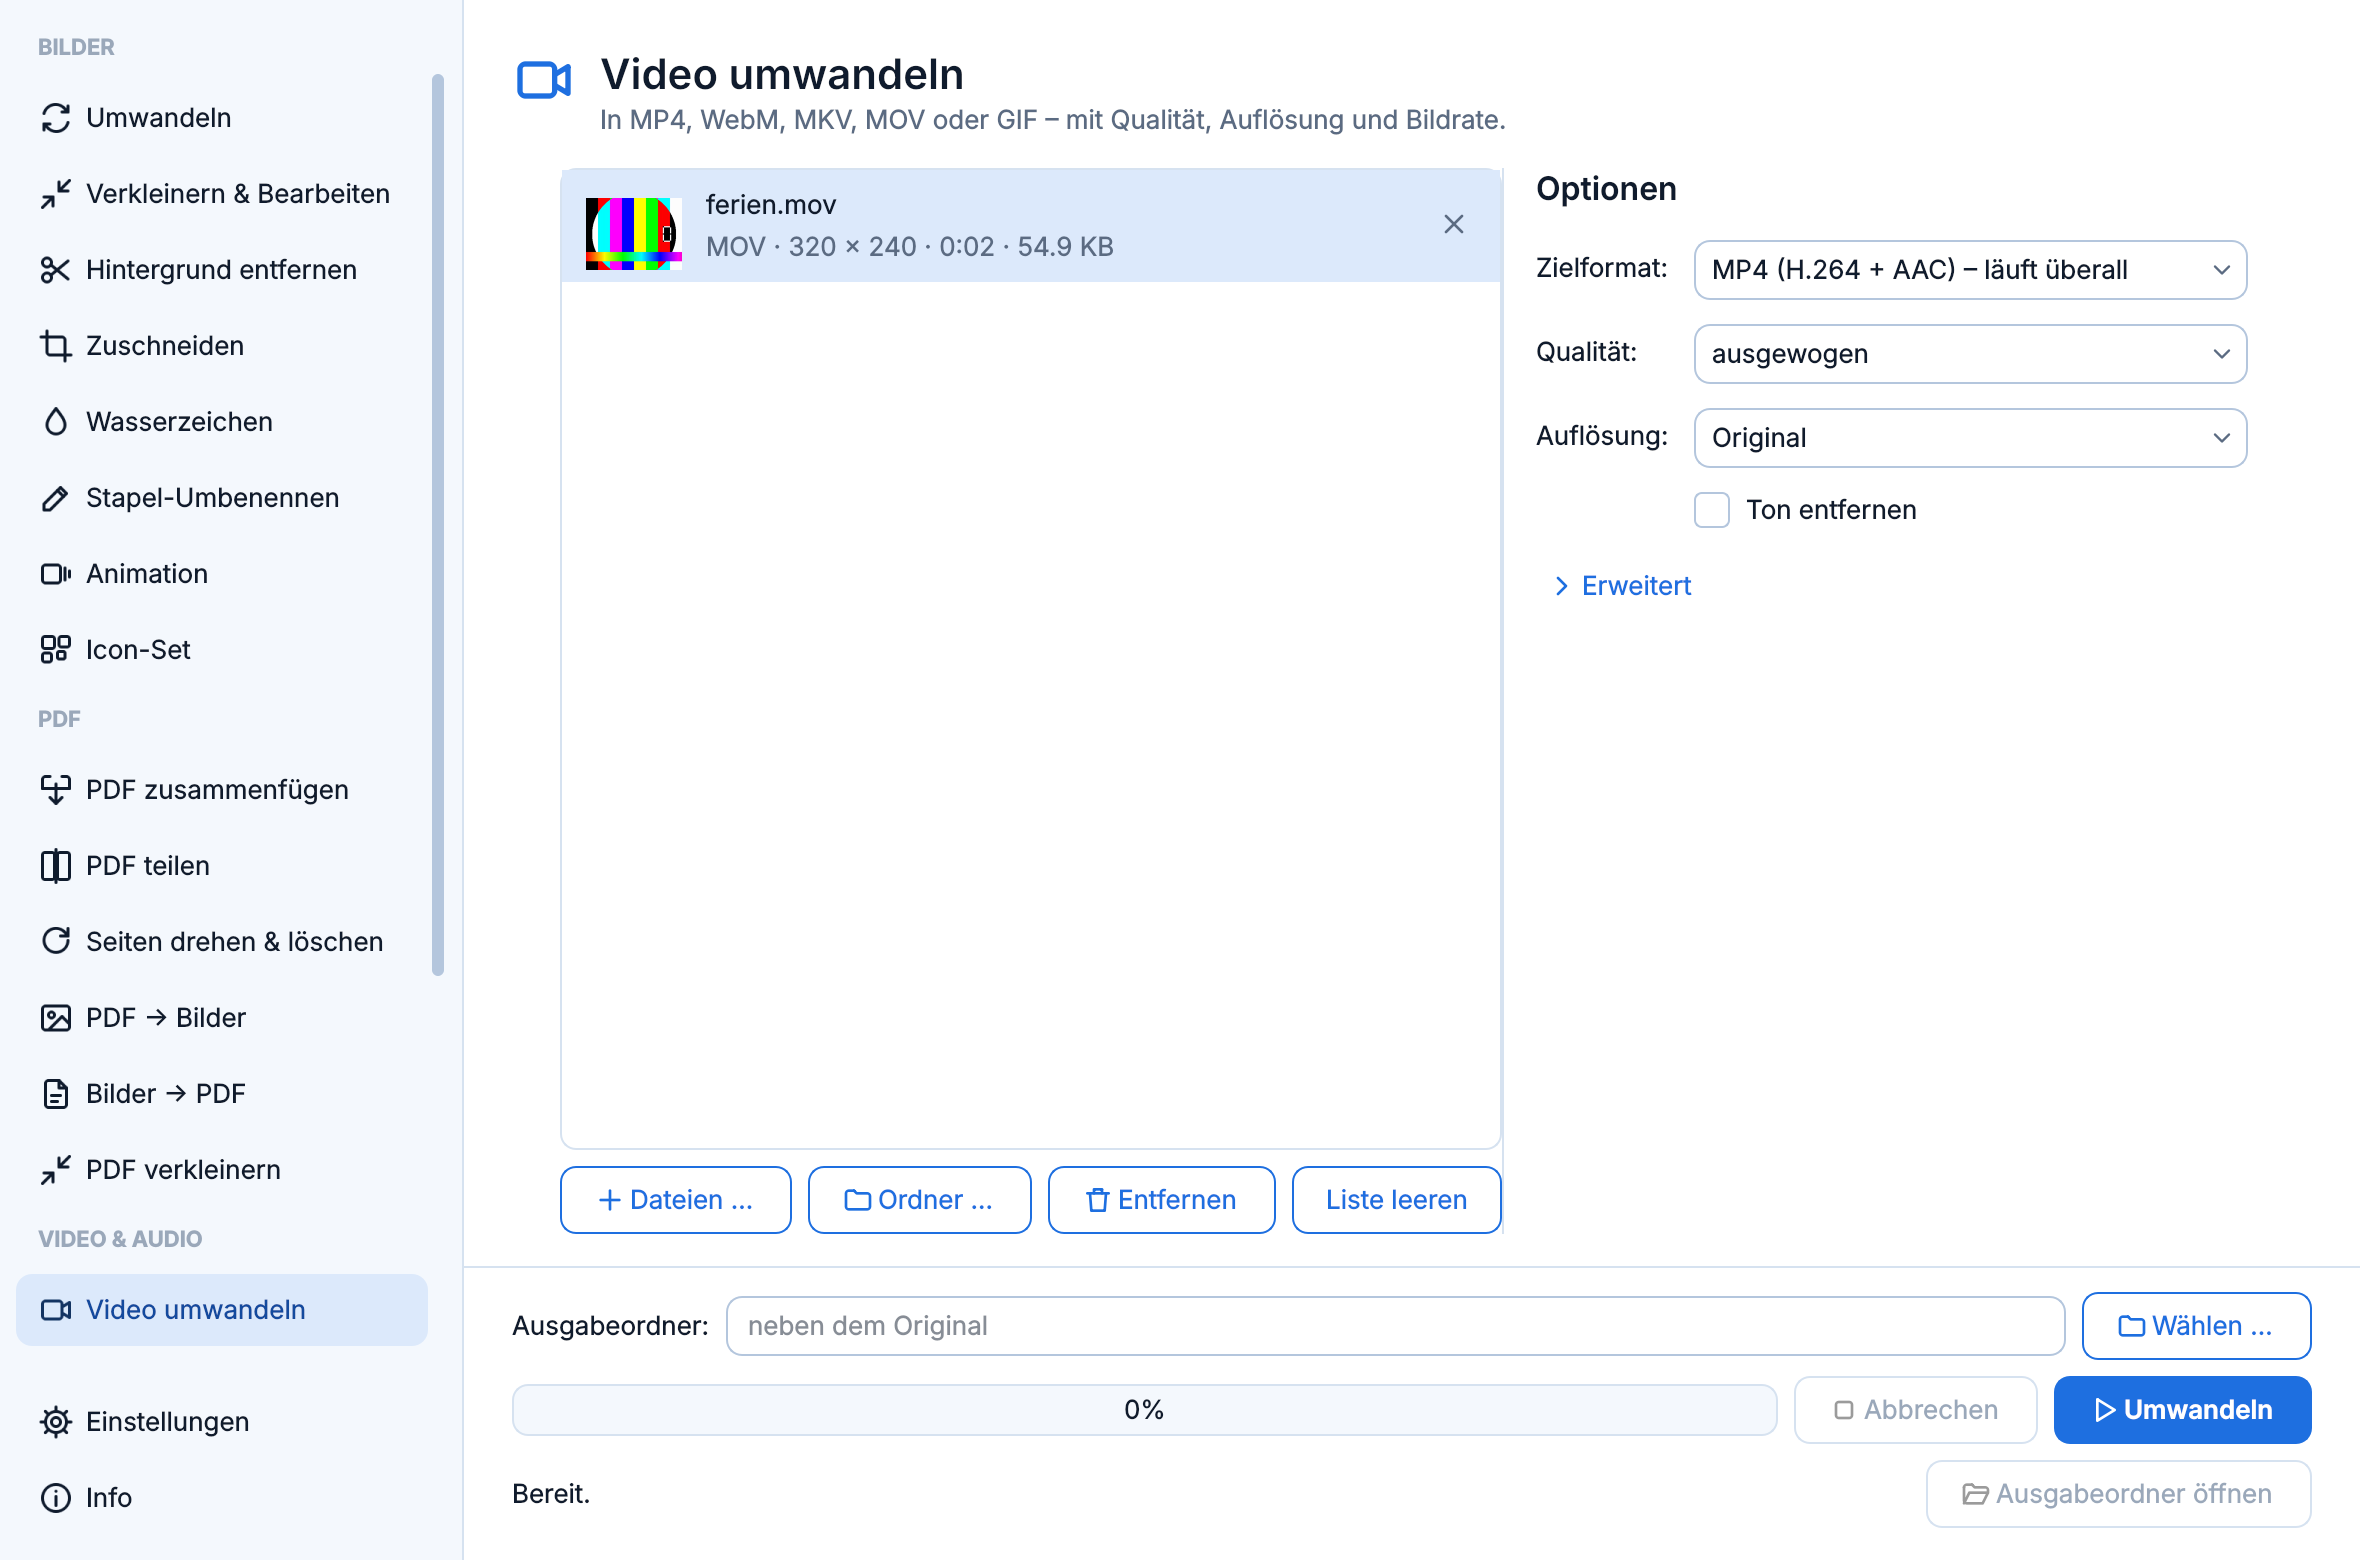 BILDER
Umwandeln
Verkleinern & Bearbeiten
Hintergrund entfernen
Zuschneiden
Wasserzeichen
Stapel-Umbenennen
Animation
Icon-Set
PDF
PDF zusammenfügen
PDF teilen
Seiten drehen & löschen
PDF → Bilder
Bilder → PDF
PDF verkleinern
VIDEO & AUDIO
Video umwandeln
Einstellungen
Info
Video umwandeln
In MP4, WebM, MKV, MOV oder GIF – mit Qualität, Auflösung und Bildrate.
ferien.mov
MOV · 320 × 240 · 0:02 · 54.9 KB
Dateien ...
Ordner ...
Entfernen
Liste leeren
Optionen
Zielformat: MP4 (H.264 + AAC) – läuft überall
Qualität: ausgewogen
Auflösung: Original
Ton entfernen
Erweitert
Ausgabeordner: neben dem Original
Wählen ...
0%
Abbrechen
Umwandeln
Bereit.
Ausgabeordner öffnen